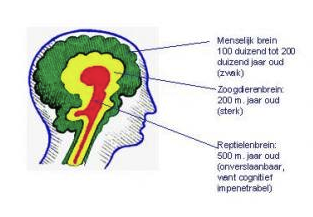 Menselijk brein
100 duizend tot 200
duizend jaar oud
(zwak)
Zoogdierenbrein:
200 m. jaar oud
(sterk)
Reptielenbrein:
500 m. jaar oud
(onverslaanbaar,
want cognitief
impenetrabel)